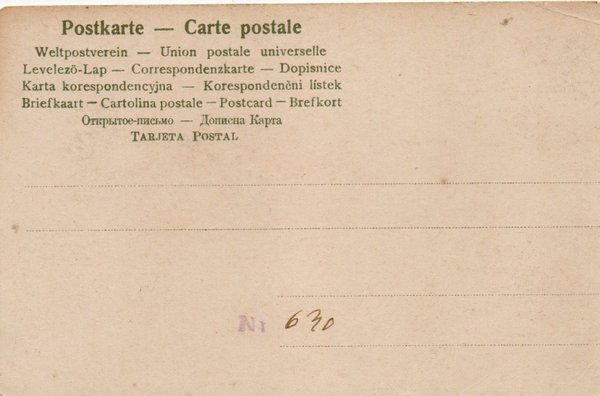 Postkarte — Carte postale
Weltpostverein — Union postale universelle
Levelező-Lap — Correspondenzkarte — Dopisnice
Karta korespondencyjna — Korespondenční lístek
Briefkaart — Cartolina postale — Postcard — Brefkort
Открытое-письмо — Дописна Карта
TARJETA POSTAL
Nr 630